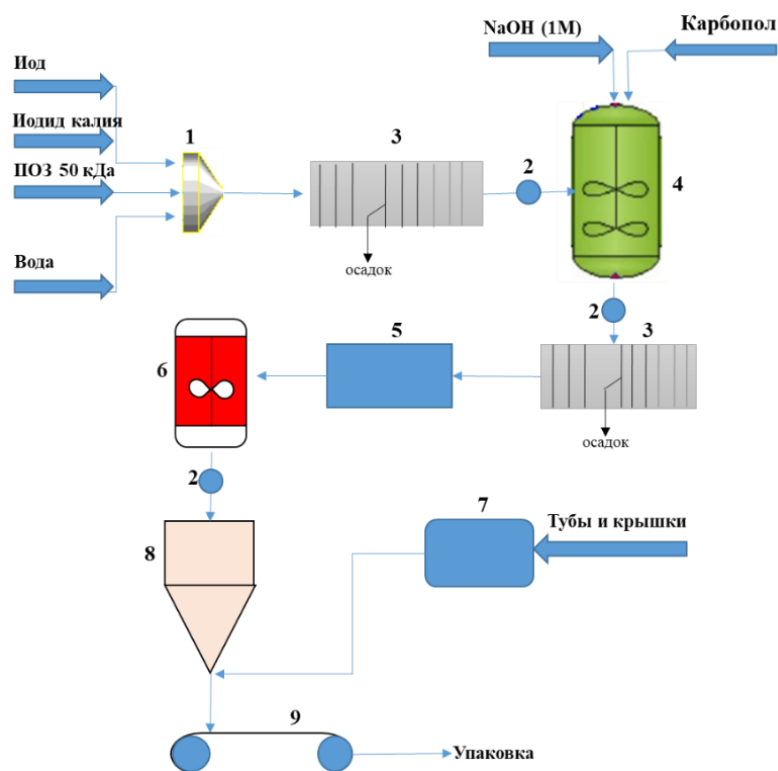 NaOH (1М)
Карбопол
Иод
Иодид калия
ПОЗ 50 кДа
Вода
1
3
осадок
2
4
2
3
осадок
5
6
2
7
Тубы и крышки
8
9
Упаковка